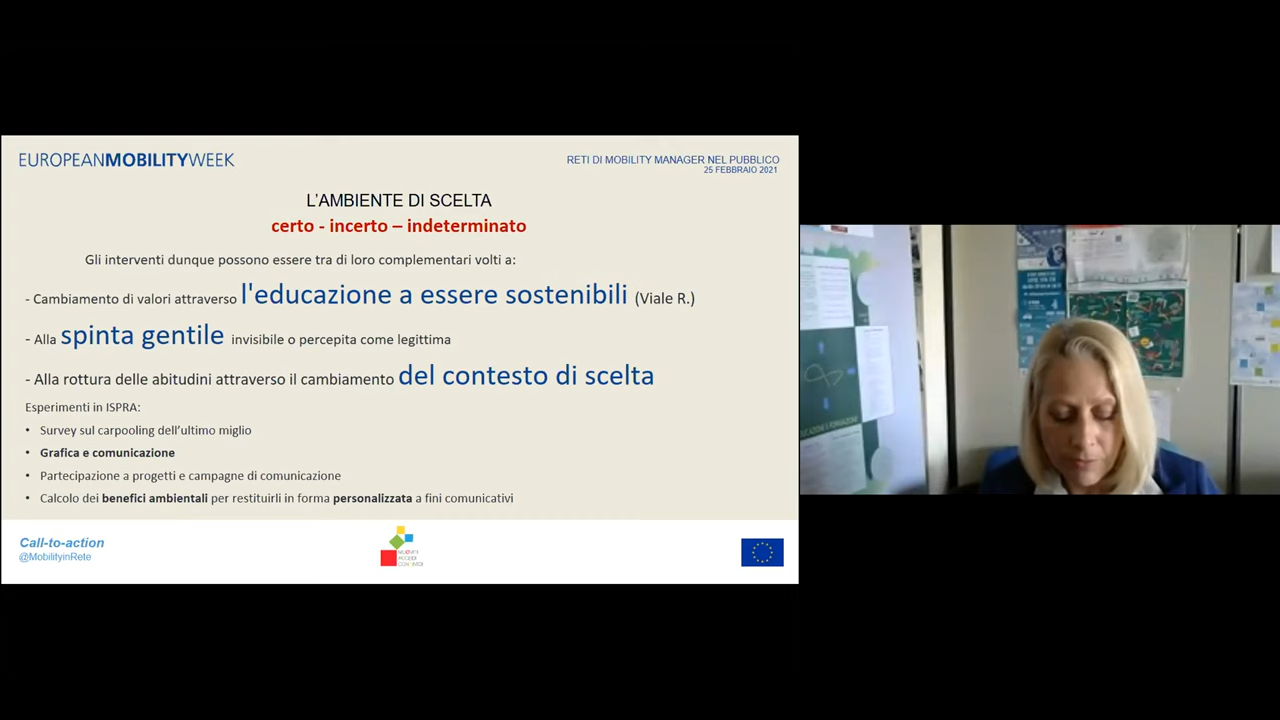 EUROPEANMOBILITYWEEK
RETI DI MOBILITY MANAGER NEL PUBBLICO
25 FEBBRAIO 2021
L'AMBIENTE DI SCELTA
certo - incerto – indeterminato
Gli interventi dunque possono essere tra di loro complementari volti a:
- Cambiamento di valori attraverso l'educazione a essere sostenibili (Viale R.)
- Alla spinta gentile invisibile o percepita come legittima
- Alla rottura delle abitudini attraverso il cambiamento del contesto di scelta
Esperimenti in ISPRA:
• Survey sul carpooling dell'ultimo miglio
• Grafica e comunicazione
• Partecipazione a progetti e campagne di comunicazione
• Calcolo dei benefici ambientali per restituirli in forma personalizzata a fini comunicativi
Call-to-action
@MobilityinRete